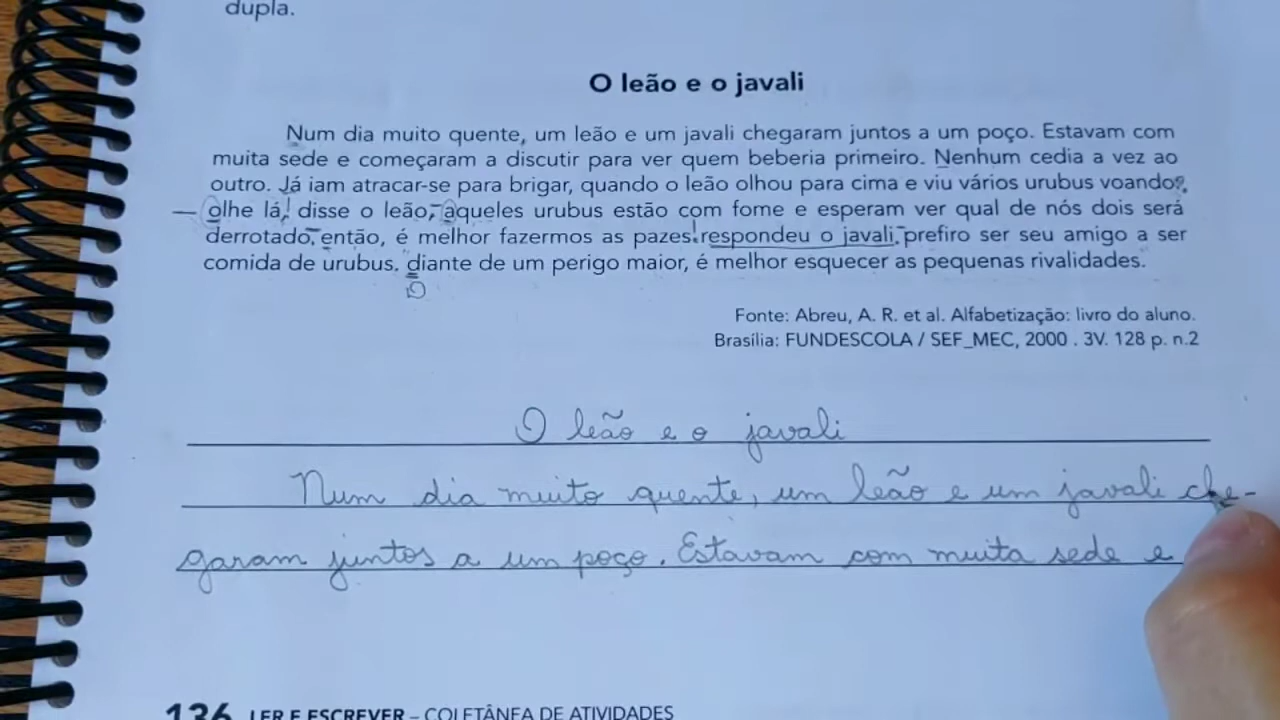 dupla.
O leão e o javali
Num dia muito quente, um leão e um javali chegaram juntos a um poço. Estavam com
muita sede e começaram a discutir para ver quem beberia primeiro. Nenhum cedia a vez ao
outro. Já iam atracar-se para brigar, quando o leão olhou para cima e viu vários urubus voando.
— olhe lá! disse o leão, - aqueles urubus estão com fome e esperam ver qual de nós dois será
derrotado. - então, é melhor fazermos as pazes! respondeu o javali, - prefiro ser seu amigo a ser
comida de urubus. diante de um perigo maior, é melhor esquecer as pequenas rivalidades.
D
Fonte: Abreu, A. R. et al. Alfabetização: livro do aluno.
Brasília: FUNDESCOLA / SEF_MEC, 2000 . 3V. 128 p. n.2
O leão e o javali
Num dia muito quente, um leão e um javali che-
garam juntos a um poço. Estavam com muita sede e
136 LER E ESCREVER – COLETÂNEA DE ATIVIDADES